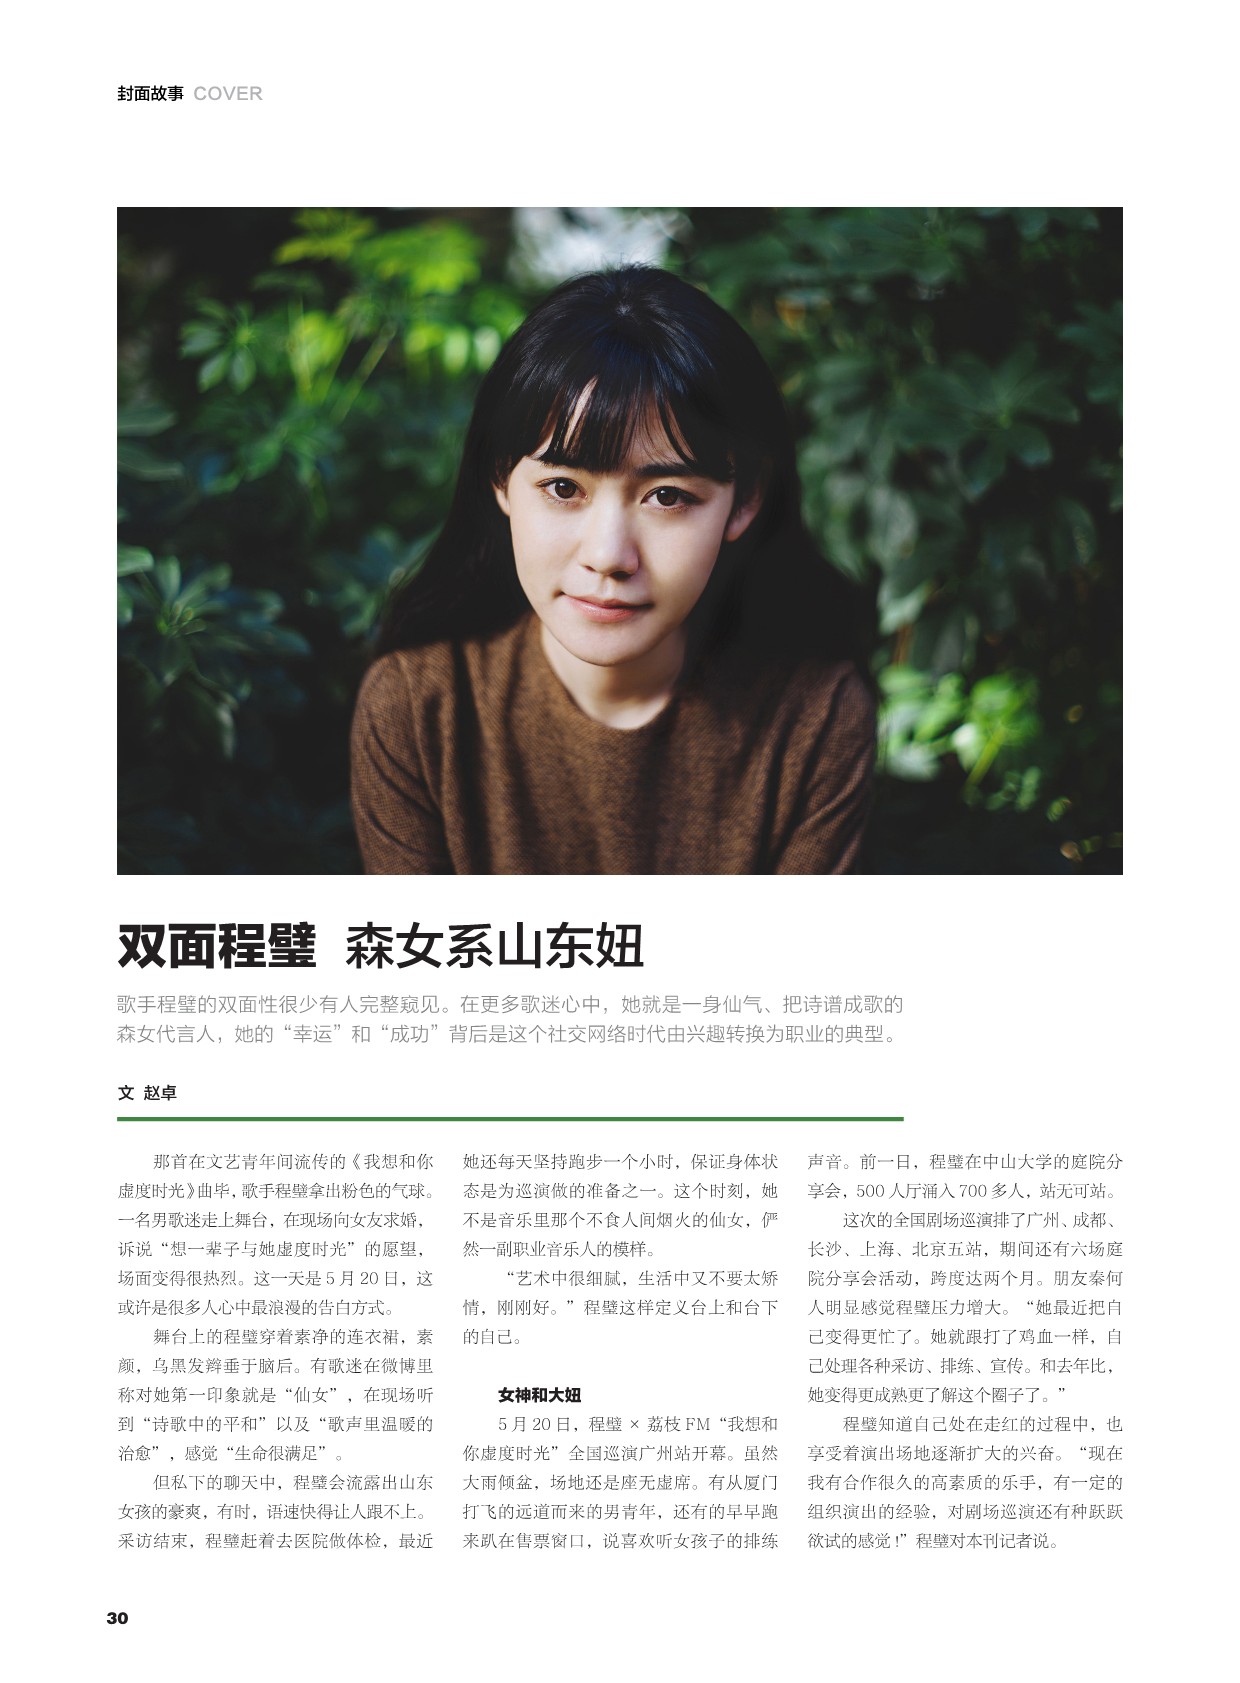 封面故事 COVER
双面程璧 森女系山东妞
歌手程璧的双面性很少有人完整窥见。在更多歌迷心中，她就是一身仙气、把诗谱成歌的
森女代言人，她的“幸运”和“成功”背后是这个社交网络时代由兴趣转换为职业的典型。
文 赵卓
那首在文艺青年间流传的《我想和你
虚度时光》曲毕，歌手程璧拿出粉色的气球。
一名男歌迷走上舞台，在现场向女友求婚，
诉说“想一辈子与她虚度时光”的愿望，
场面变得很热烈。这一天是 5 月 20 日，这
或许是很多人心中最浪漫的告白方式。
舞台上的程璧穿着素净的连衣裙，素
颜，乌黑发辫垂于脑后。有歌迷在微博里
称对她第一印象就是“仙女”，在现场听
到“诗歌中的平和”以及“歌声里温暖的
治愈”，感觉“生命很满足”。
但私下的聊天中，程璧会流露出山东
女孩的豪爽，有时，语速快得让人跟不上。
采访结束，程璧赶着去医院做体检，最近
她还每天坚持跑步一个小时，保证身体状
态是为巡演做的准备之一。这个时刻，她
不是音乐里那个不食人间烟火的仙女，俨
然一副职业音乐人的模样。
“艺术中很细腻，生活中又不要太矫
情，刚刚好。”程璧这样定义台上和台下
的自己。
女神和大妞
5 月 20 日，程璧 × 荔枝 FM“我想和
你虚度时光”全国巡演广州站开幕。虽然
大雨倾盆，场地还是座无虚席。有从厦门
打飞的远道而来的男青年，还有的早早跑
来趴在售票窗口，说喜欢听女孩子的排练
声音。前一日，程璧在中山大学的庭院分
享会，500 人厅涌入 700 多人，站无可站。
这次的全国剧场巡演排了广州、成都、
长沙、上海、北京五站，期间还有六场庭
院分享会活动，跨度达两个月。朋友秦何
人明显感觉程璧压力增大。“她最近把自
己变得更忙了。她就跟打了鸡血一样，自
己处理各种采访、排练、宣传。和去年比，
她变得更成熟更了解这个圈子了。”
程璧知道自己处在走红的过程中，也
享受着演出场地逐渐扩大的兴奋。“现在
我有合作很久的高素质的乐手，有一定的
组织演出的经验，对剧场巡演还有种跃跃
欲试的感觉！”程璧对本刊记者说。
30